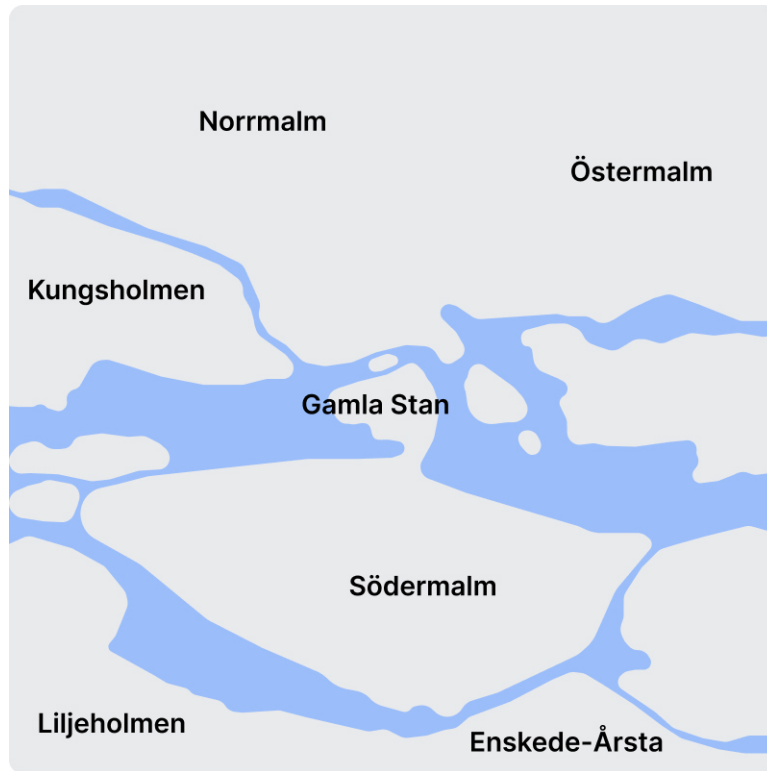 Norrmalm
Östermalm
Kungsholmen
Gamla Stan
Södermalm
Liljeholmen
Enskede-Årsta